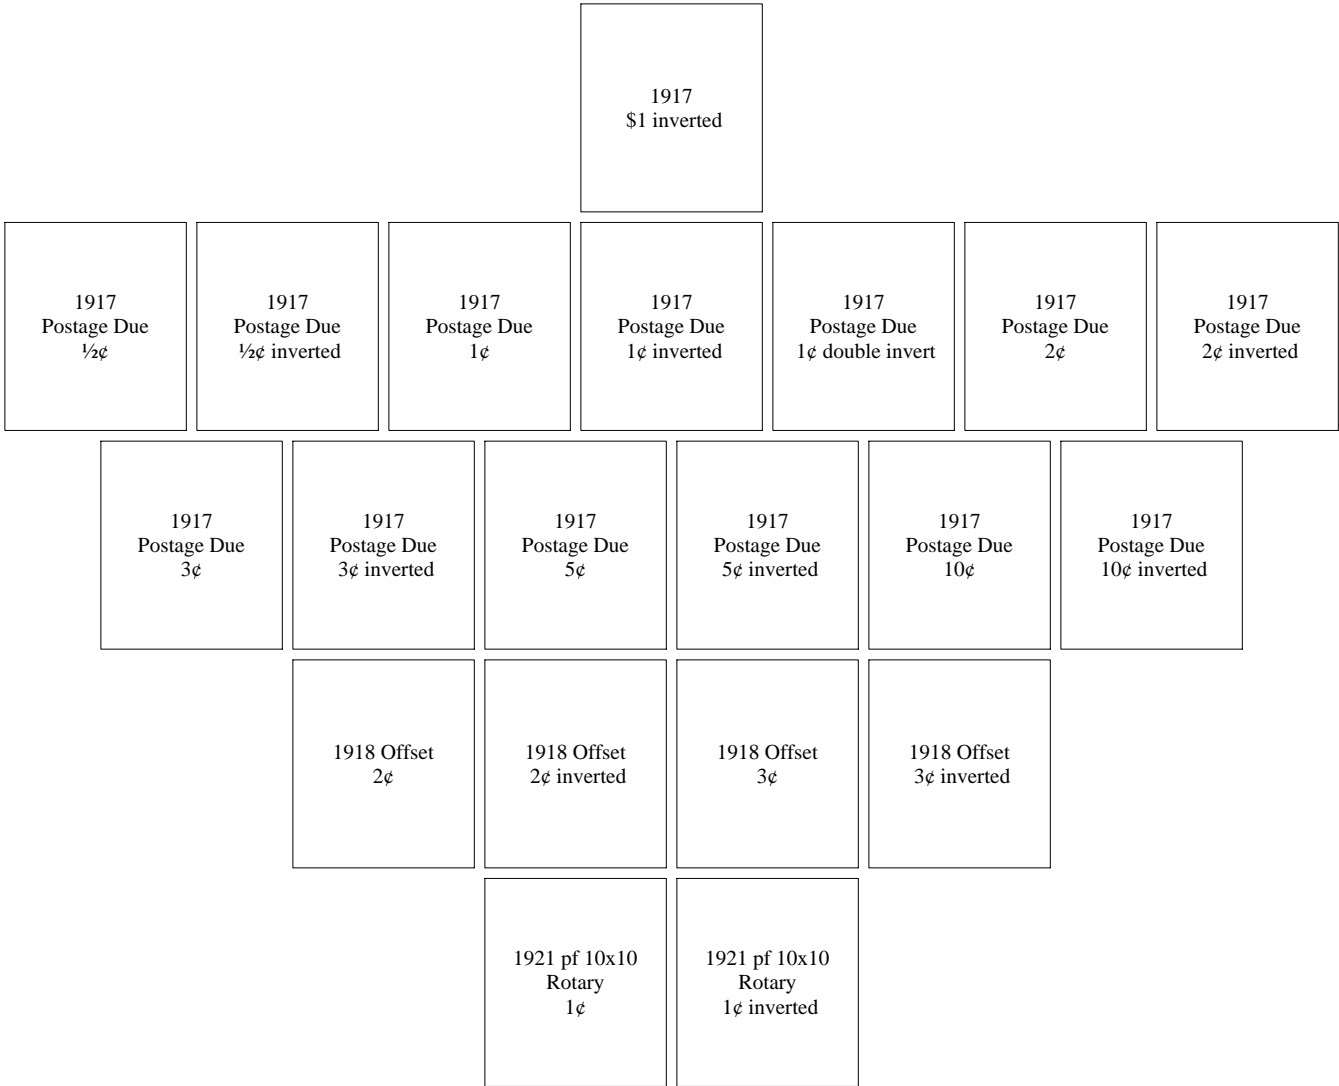 1917
$1 inverted
1917
Postage Due
½¢
1917
Postage Due
½¢ inverted
1917
Postage Due
1¢
1917
Postage Due
1¢ inverted
1917
Postage Due
1¢ double invert
1917
Postage Due
2¢
1917
Postage Due
2¢ inverted
1917
Postage Due
3¢
1917
Postage Due
3¢ inverted
1917
Postage Due
5¢
1917
Postage Due
5¢ inverted
1917
Postage Due
10¢
1917
Postage Due
10¢ inverted
1918 Offset
2¢
1918 Offset
2¢ inverted
1918 Offset
3¢
1918 Offset
3¢ inverted
1921 pf 10x10
Rotary
1¢
1921 pf 10x10
Rotary
1¢ inverted